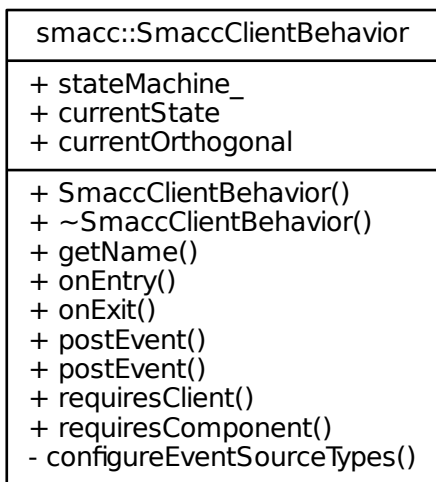 smacc::SmaccClientBehavior
+ stateMachine_
+ currentState
+ currentOrthogonal
+ SmaccClientBehavior()
+ ~SmaccClientBehavior()
+ getName()
+ onEntry()
+ onExit()
+ postEvent()
+ postEvent()
+ requiresClient()
+ requiresComponent()
- configureEventSourceTypes()